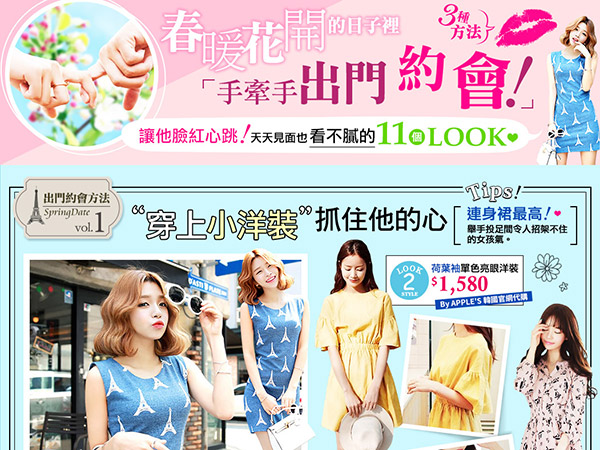 春暖花開的日子裡
3種方法
「手牽手出門約會!」
讓他臉紅心跳!天天見面也看不膩的11個LOOK
出門約會方法
SpringDate
vol.1
“穿上小洋裝”抓住他的心
Tips!
連身裙最高!
舉手投足間令人招架不住
的女孩氣。
LOOK
2
STYLE
荷葉袖單色亮眼洋裝
$1,580
By APPLE'S 韓國官網代購